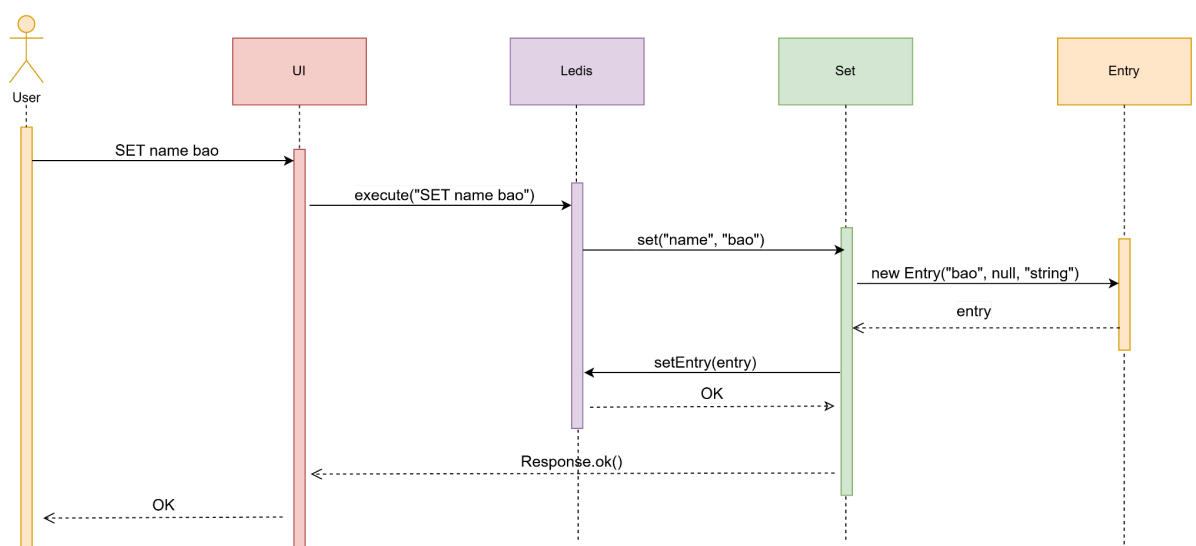 User
UI
Ledis
Set
Entry
SET name bao
execute("SET name bao")
set("name", "bao")
new Entry("bao", null, "string")
entry
setEntry(entry)
OK
Response.ok()
OK